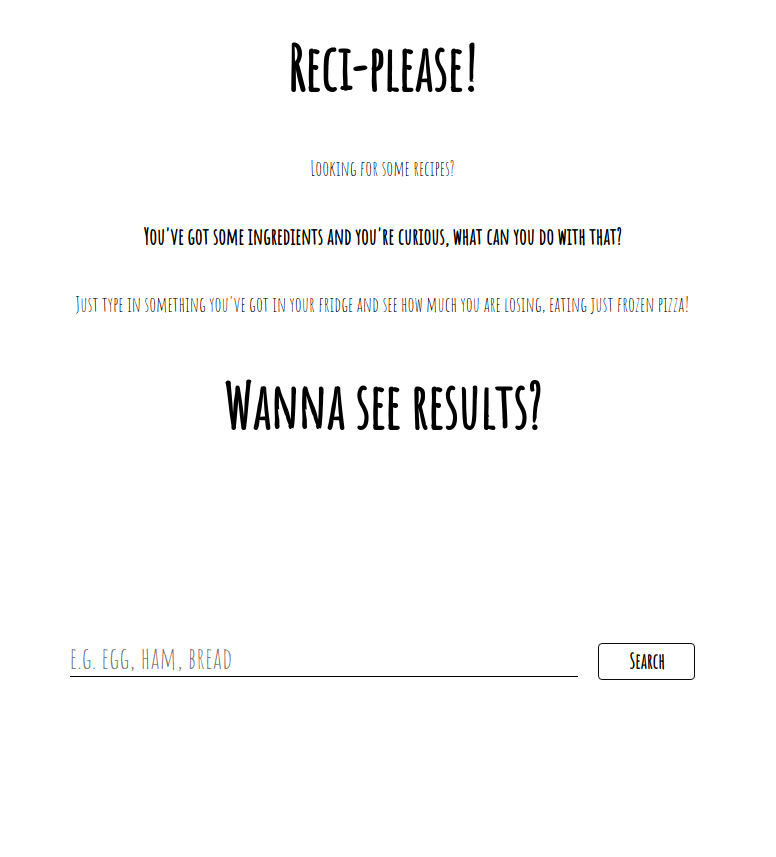 Reci-please!
Looking for some recipes?
You've got some ingredients and you're curious, what can you do with that?
Just type in something you've got in your fridge and see how much you are losing, eating just frozen pizza!
Wanna see results?
e.g. egg, ham, bread
Search